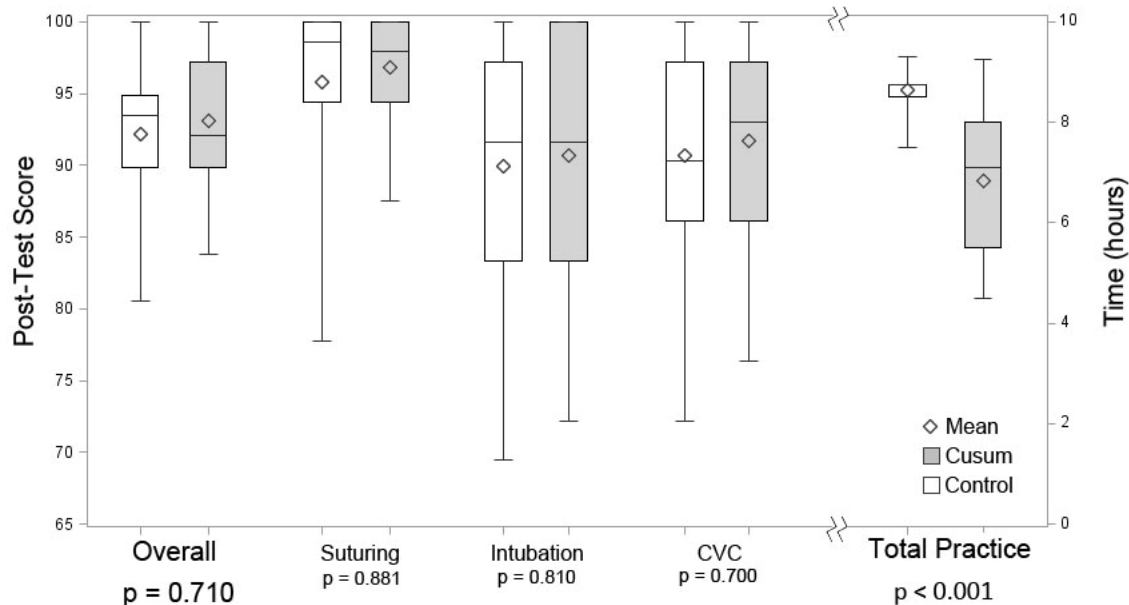 Post-Test Score
100
95
90
85
80
75
70
65
10
8
6
4
2
0
Time (hours)
Mean
Cusum
Control
Overall
p = 0.710
Suturing
p = 0.881
Intubation
p = 0.810
CVC
p = 0.700
Total Practice
p < 0.001